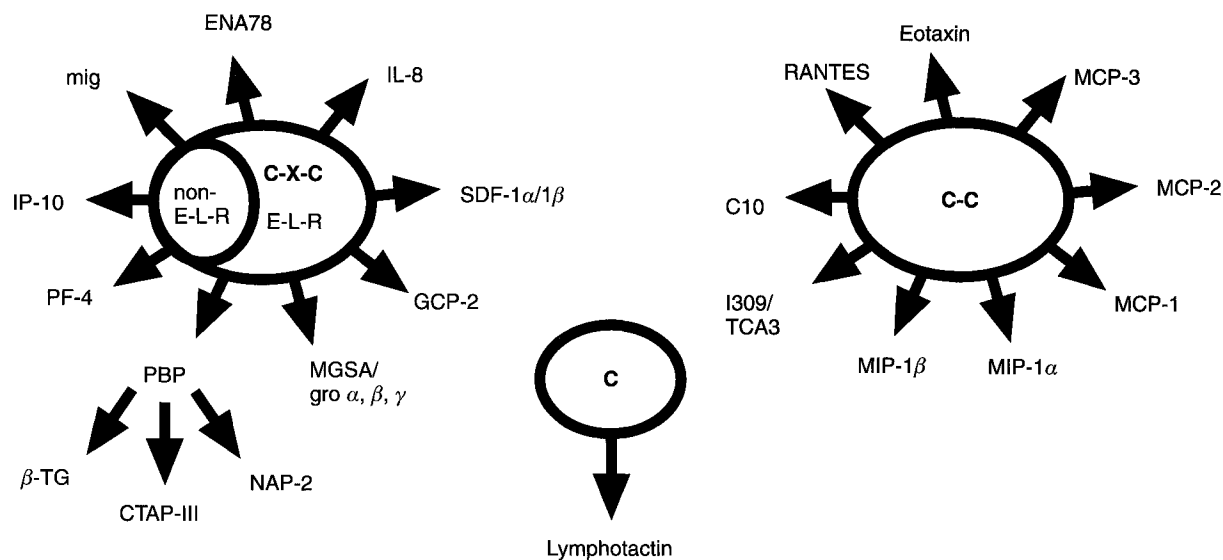 ENA78
mig
IL-8
C-X-C
non-
E-L-R
E-L-R
IP-10
SDF-1α/1β
PF-4
GCP-2
MGSA/
gro α, β, γ
PBP
β-TG
NAP-2
CTAP-III
C
Lymphotactin
Eotaxin
RANTES
MCP-3
C-C
C10
MCP-2
I309/
TCA3
MCP-1
MIP-1β
MIP-1α